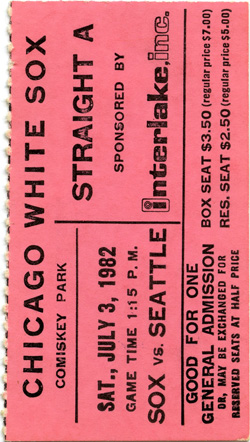 CHICAGO WHITE SOX
COMISKEY PARK
STRAIGHT A
SPONSORED BY
interlake, inc.
SAT., JULY 3, 1982
GAME TIME 1:15 P. M.
SOX vs. SEATTLE
GOOD FOR ONE
GENERAL ADMISSION
OR, MAY BE EXCHANGED FOR
RESERVED SEATS AT HALF PRICE
BOX SEAT $3.50 (regular price $7.00)
RES. SEAT $2.50 (regular price $5.00)